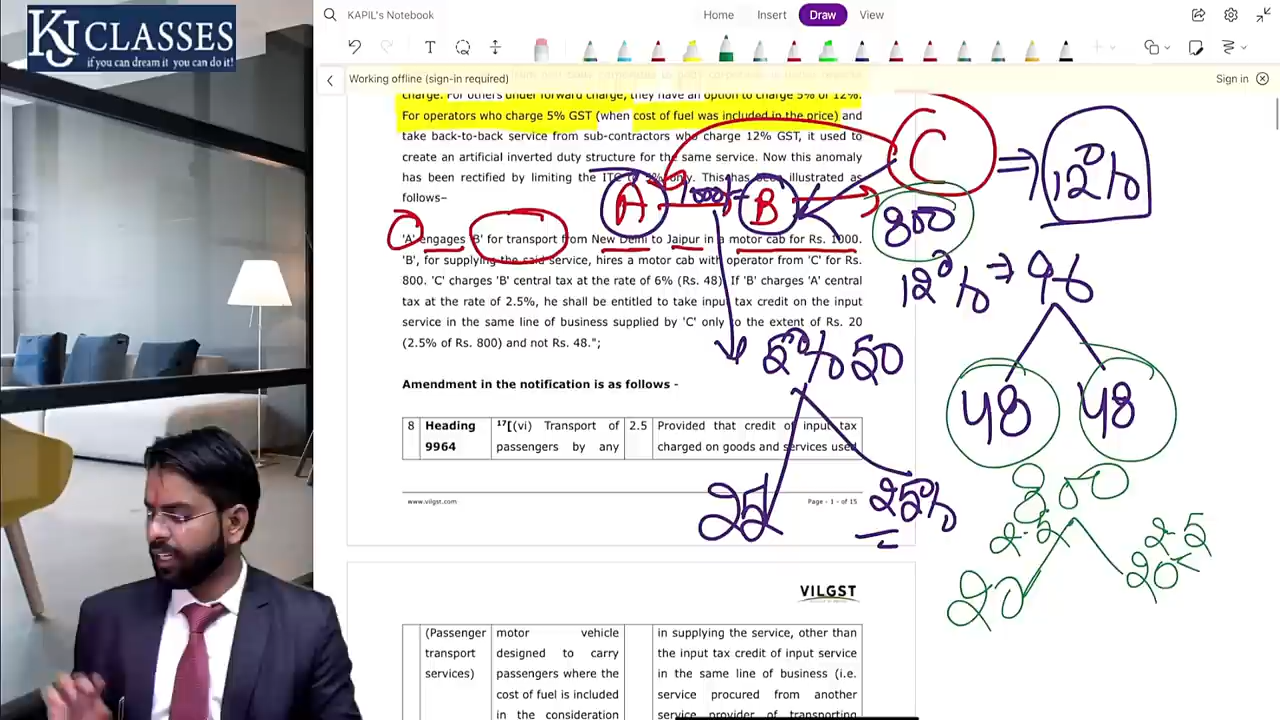 KJ CLASSES
if you can dream it you can do it!
KAPIL's Notebook
Home Insert Draw View
Working offline (sign-in required)
Sign in
charge. For others under forward charge, they have an option to charge 5% or 12%.
For operators who charge 5% GST (when cost of fuel was included in the price) and
take back-to-back service from sub-contractors who charge 12% GST, it used to
create an artificial inverted duty structure for the same service. Now this anomaly
has been rectified by limiting the ITC to 5% only. This has been illustrated as
follows–
A 1000/- B C ⇒ 12%
800
'A' engages 'B' for transport from New Delhi to Jaipur in a motor cab for Rs. 1000.
'B', for supplying the said service, hires a motor cab with operator from 'C' for Rs.
800. 'C' charges 'B' central tax at the rate of 6% (Rs. 48). If 'B' charges 'A' central
tax at the rate of 2.5%, he shall be entitled to take input tax credit on the input
service in the same line of business supplied by 'C' only to the extent of Rs. 20
(2.5% of Rs. 800) and not Rs. 48.";
12% ⇒ 96
5% 50
48 48
Amendment in the notification is as follows -
8 Heading 9964
17[(vi) Transport of passengers by any
2.5
Provided that credit of input tax charged on goods and services used
25 25%
800
2.5 2.5
20 20
www.vilgst.com
Page - 1 - of 15
VILGST
(Passenger transport services)
motor vehicle designed to carry passengers where the cost of fuel is included in the consideration
in supplying the service, other than the input tax credit of input service in the same line of business (i.e. service procured from another service provider of transporting